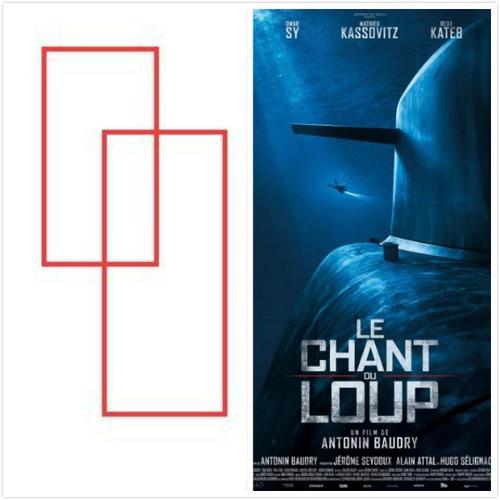 OMAR
SY
MATHIEU
KASSOVITZ
REDA
KATEB
LE
CHANT
DU
LOUP
UN FILM DE
ANTONIN BAUDRY
ANTONIN BAUDRY JÉRÔME SEYDOUX ALAIN ATTAL HUGO SÉLIGNAC